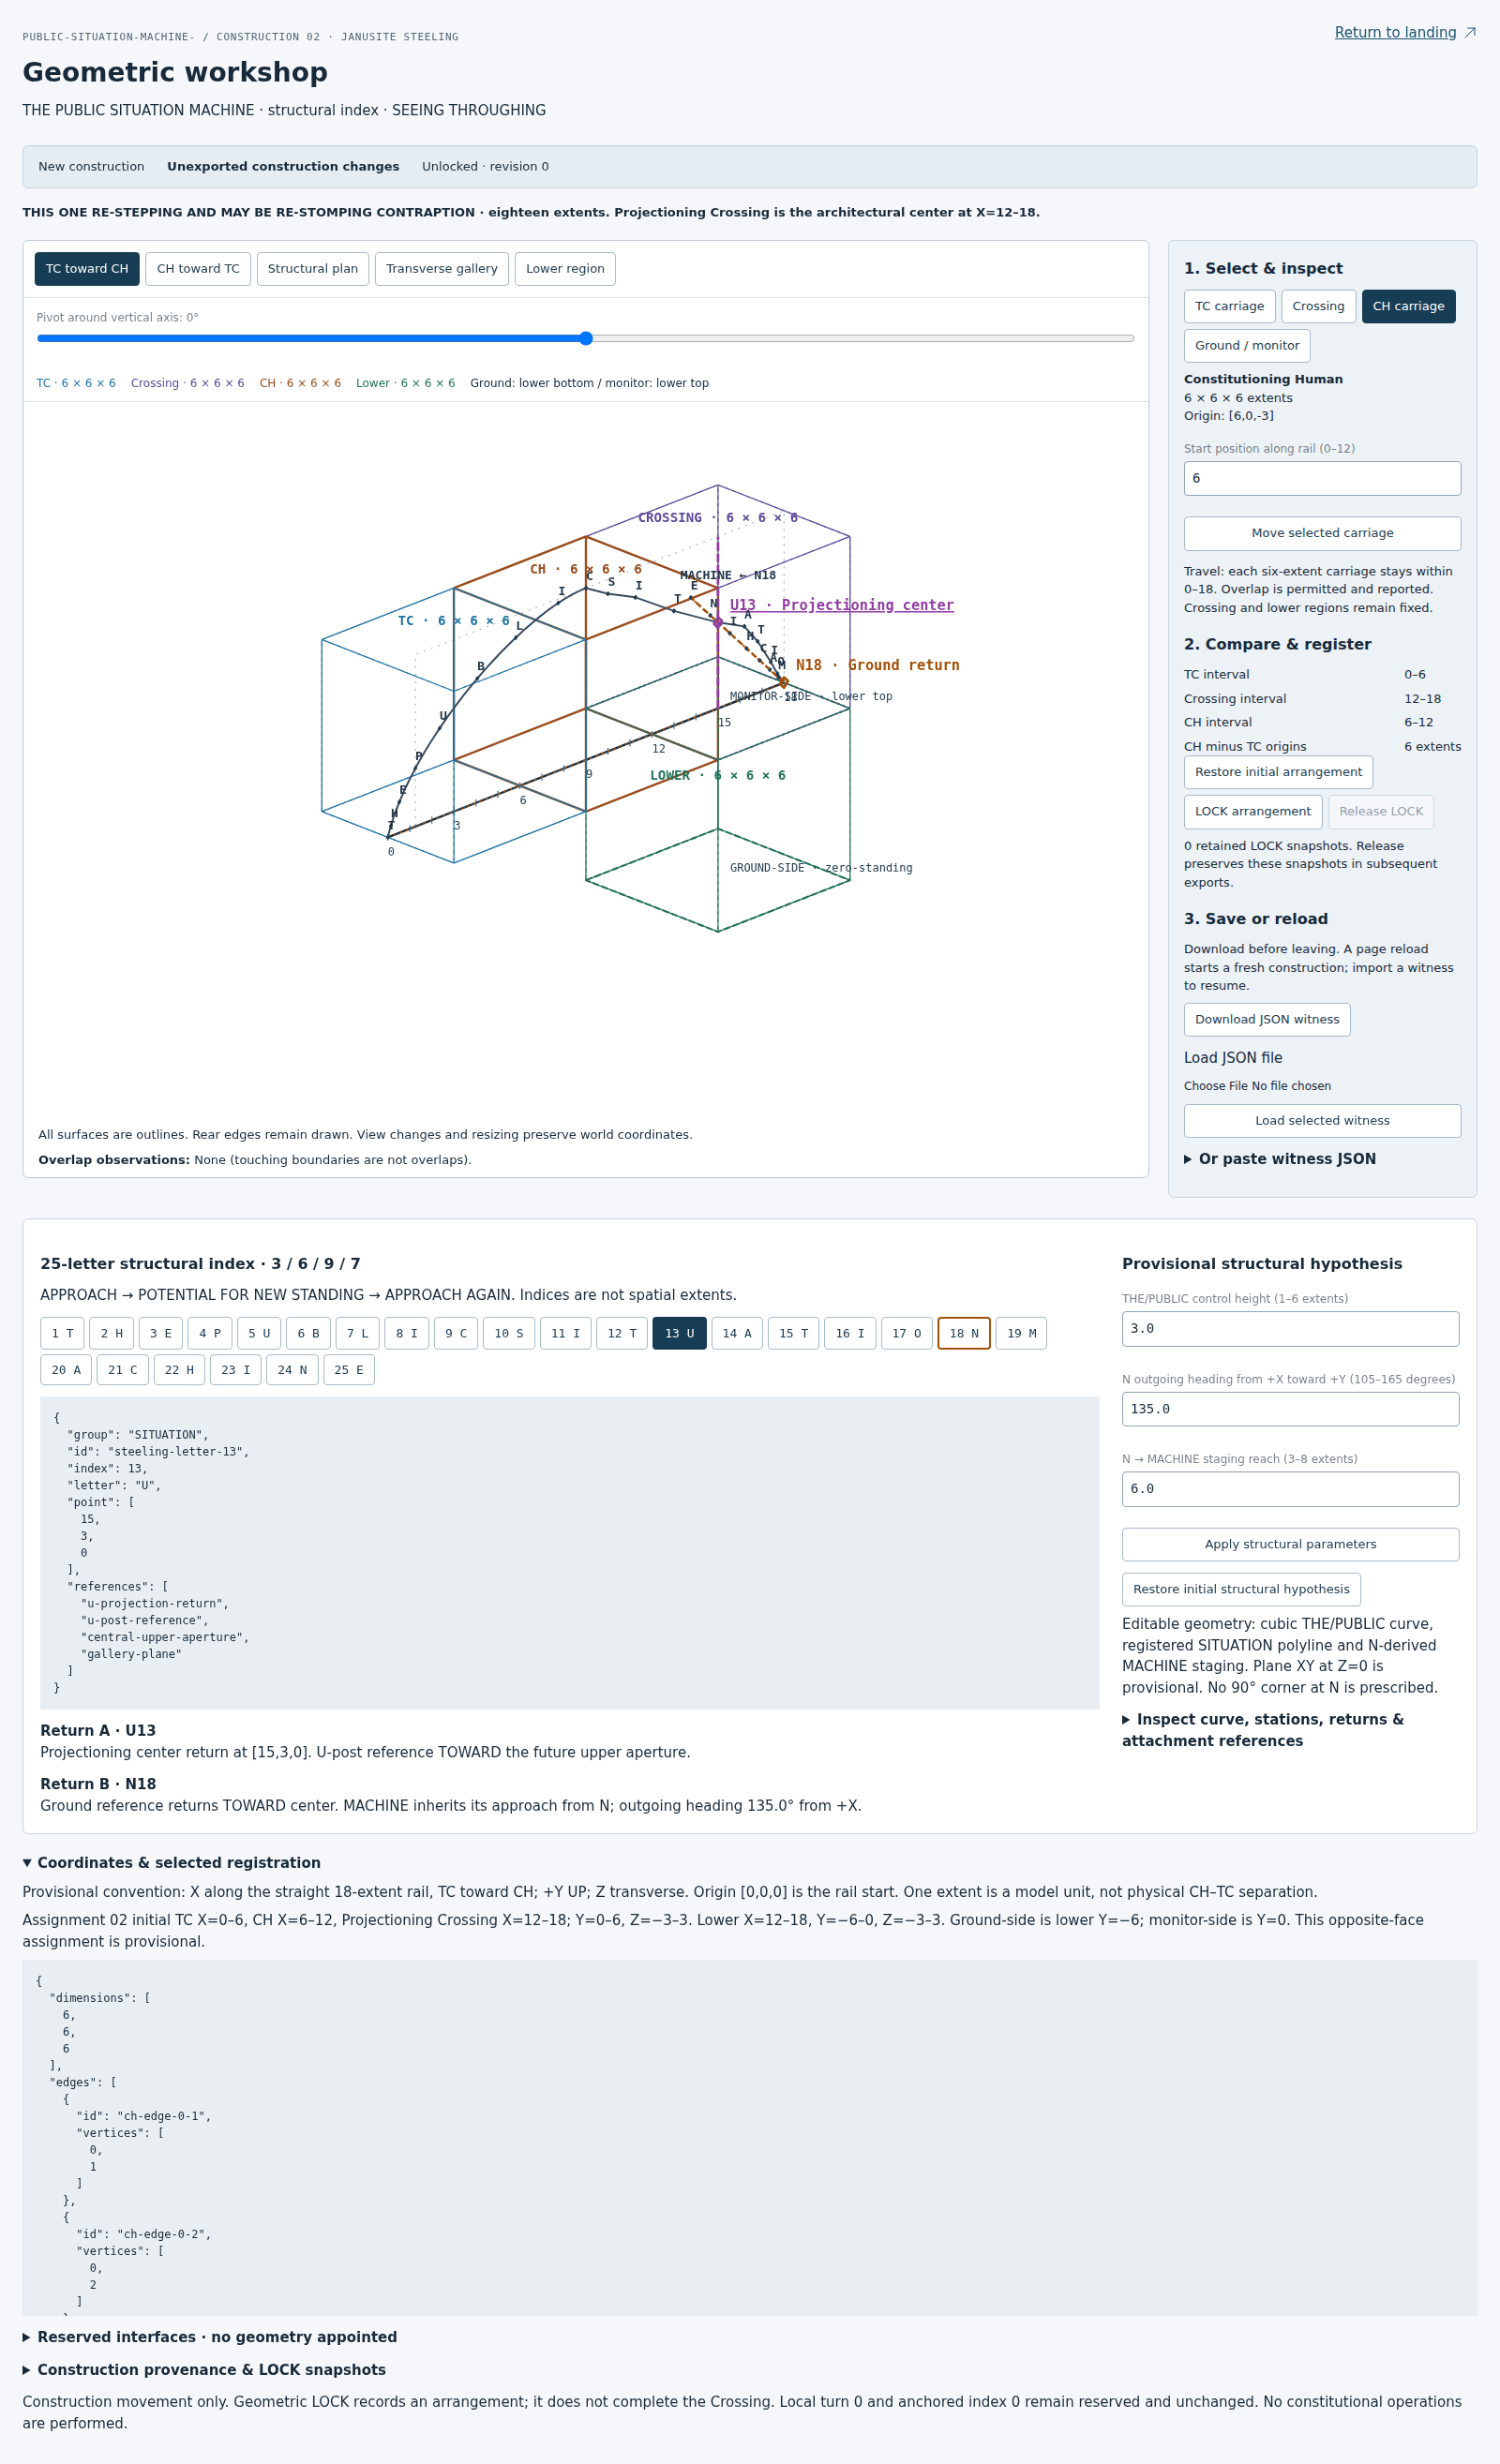 PUBLIC-SITUATION-MACHINE- / CONSTRUCTION 02 · JANUSITE STEELING
Return to landing
Geometric workshop
THE PUBLIC SITUATION MACHINE · structural index · SEEING THROUGHING
New construction Unexported construction changes Unlocked · revision 0
THIS ONE RE-STEPPING AND MAY BE RE-STOMPING CONTRAPTION · eighteen extents. Projectioning Crossing is the architectural center at X=12–18.
TC toward CH
CH toward TC
Structural plan
Transverse gallery
Lower region
Pivot around vertical axis: 0°
TC · 6 × 6 × 6 Crossing · 6 × 6 × 6 CH · 6 × 6 × 6 Lower · 6 × 6 × 6 Ground: lower bottom / monitor: lower top
CROSSING · 6 × 6 × 6
CH · 6 × 6 × 6
MACHINE ← N18
TC · 6 × 6 × 6
U13 · Projectioning center
N18 · Ground return
MONITOR-SIDE · lower top
LOWER · 6 × 6 × 6
GROUND-SIDE · zero-standing
T
H
E
P
U
B
L
I
C
S
I
T
E
N
I
A
T
H
C
I
A
O
M
0
3
6
9
12
15
18
All surfaces are outlines. Rear edges remain drawn. View changes and resizing preserve world coordinates.
Overlap observations: None (touching boundaries are not overlaps).
1. Select & inspect
TC carriage
Crossing
CH carriage
Ground / monitor
Constitutioning Human
6 × 6 × 6 extents
Origin: [6,0,-3]
Start position along rail (0–12)
6
Move selected carriage
Travel: each six-extent carriage stays within
0–18. Overlap is permitted and reported.
Crossing and lower regions remain fixed.
2. Compare & register
TC interval 0–6
Crossing interval 12–18
CH interval 6–12
CH minus TC origins 6 extents
Restore initial arrangement
LOCK arrangement
Release LOCK
0 retained LOCK snapshots. Release
preserves these snapshots in subsequent
exports.
3. Save or reload
Download before leaving. A page reload
starts a fresh construction; import a witness
to resume.
Download JSON witness
Load JSON file
Choose File No file chosen
Load selected witness
Or paste witness JSON
25-letter structural index · 3 / 6 / 9 / 7
APPROACH → POTENTIAL FOR NEW STANDING → APPROACH AGAIN. Indices are not spatial extents.
1 T 2 H 3 E 4 P 5 U 6 B 7 L 8 I 9 C 10 S 11 I 12 T 13 U 14 A 15 T 16 I 17 O 18 N 19 M
20 A 21 C 22 H 23 I 24 N 25 E
{
"group": "SITUATION",
"id": "steeling-letter-13",
"index": 13,
"letter": "U",
"point": [
15,
3,
0
],
"references": [
"u-projection-return",
"u-post-reference",
"central-upper-aperture",
"gallery-plane"
]
}
Return A · U13
Projectioning center return at [15,3,0]. U-post reference TOWARD the future upper aperture.
Return B · N18
Ground reference returns TOWARD center. MACHINE inherits its approach from N; outgoing heading 135.0° from +X.
Provisional structural hypothesis
THE/PUBLIC control height (1–6 extents)
3.0
N outgoing heading from +X toward +Y (105–165 degrees)
135.0
N → MACHINE staging reach (3–8 extents)
6.0
Apply structural parameters
Restore initial structural hypothesis
Editable geometry: cubic THE/PUBLIC curve,
registered SITUATION polyline and N-derived
MACHINE staging. Plane XY at Z=0 is
provisional. No 90° corner at N is prescribed.
Inspect curve, stations, returns &
attachment references
Coordinates & selected registration
Provisional convention: X along the straight 18-extent rail, TC toward CH; +Y UP; Z transverse. Origin [0,0,0] is the rail start. One extent is a model unit, not physical CH–TC separation.
Assignment 02 initial TC X=0–6, CH X=6–12, Projectioning Crossing X=12–18; Y=0–6, Z=−3–3. Lower X=12–18, Y=−6–0, Z=−3–3. Ground-side is lower Y=−6; monitor-side is Y=0. This opposite-face
assignment is provisional.
{
"dimensions": [
6,
6,
6
],
"edges": [
{
"id": "ch-edge-0-1",
"vertices": [
0,
1
]
},
{
"id": "ch-edge-0-2",
"vertices": [
0,
2
]
Reserved interfaces · no geometry appointed
Construction provenance & LOCK snapshots
Construction movement only. Geometric LOCK records an arrangement; it does not complete the Crossing. Local turn 0 and anchored index 0 remain reserved and unchanged. No constitutional operations
are performed.